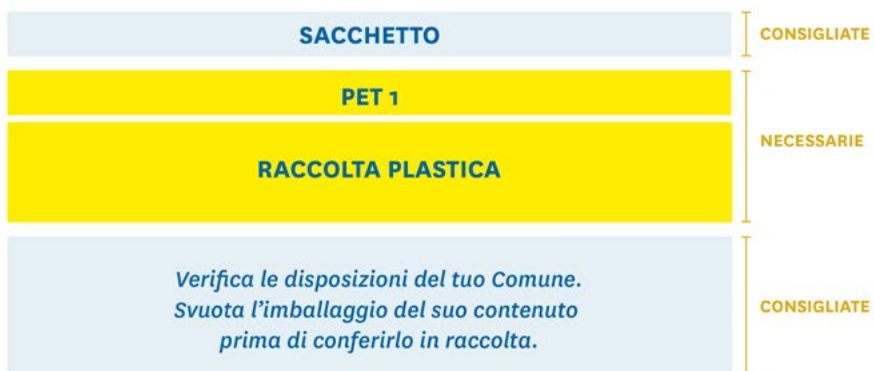 SACCHETTO
CONSIGLIATE
PET 1
NECESSARIE
RACCOLTA PLASTICA
Verifica le disposizioni del tuo Comune.
Svuota l’imballaggio del suo contenuto
prima di conferirlo in raccolta.
CONSIGLIATE